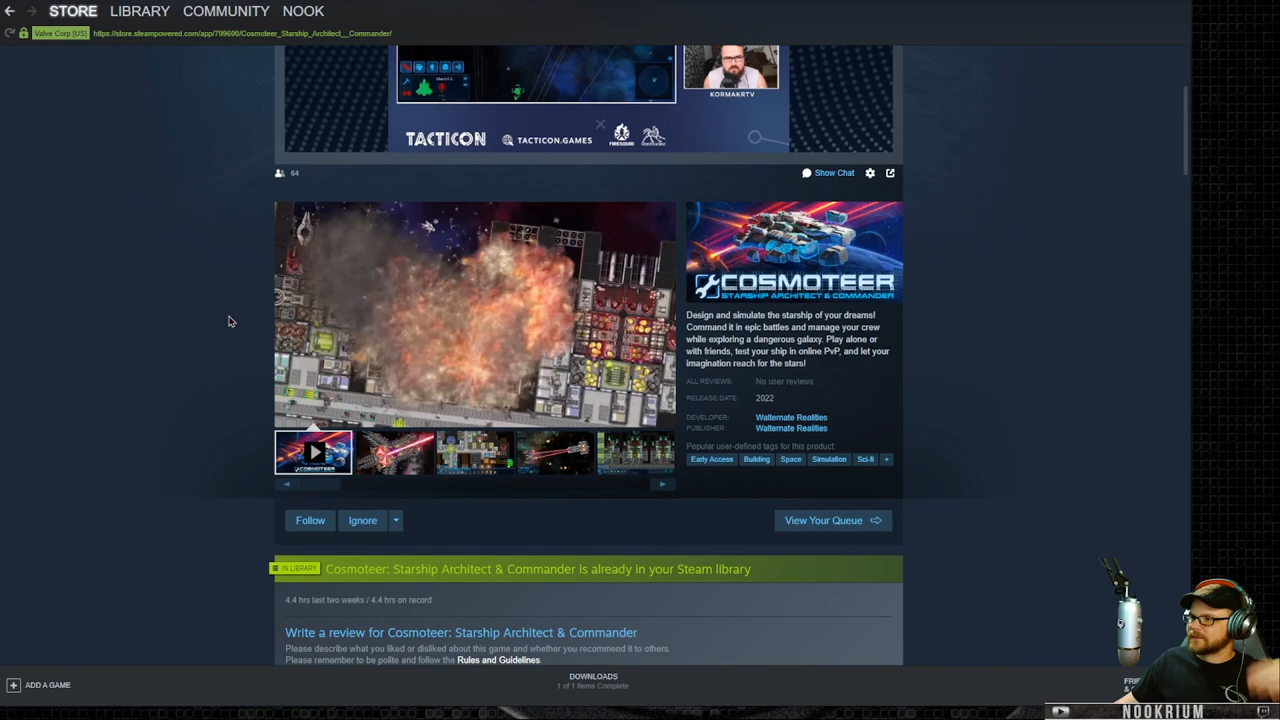 STORE LIBRARY COMMUNITY NOOK
Valve Corp [US] https://store.steampowered.com/app/799600/Cosmoteer_Starship_Architect__Commander/
KORMAKRTV
TACTICON TACTICON.GAMES FIRESQUID
64 Show Chat
COSMOTEER
STARSHIP ARCHITECT & COMMANDER
Design and simulate the starship of your dreams!
Command it in epic battles and manage your crew
while exploring a dangerous galaxy. Play alone or
with friends, test your ship in online PvP, and let your
imagination reach for the stars!
ALL REVIEWS: No user reviews
RELEASE DATE: 2022
DEVELOPER: Walternate Realities
PUBLISHER: Walternate Realities
Popular user-defined tags for this product:
Early Access Building Space Simulation Sci-fi +
COSMOTEER
Follow Ignore View Your Queue
IN LIBRARY Cosmoteer: Starship Architect & Commander is already in your Steam library
4.4 hrs last two weeks / 4.4 hrs on record
Write a review for Cosmoteer: Starship Architect & Commander
Please describe what you liked or disliked about this game and whether you recommend it to others.
Please remember to be polite and follow the Rules and Guidelines.
ADD A GAME
DOWNLOADS
1 of 1 Items Complete
FRI
&
NOOKRIUM